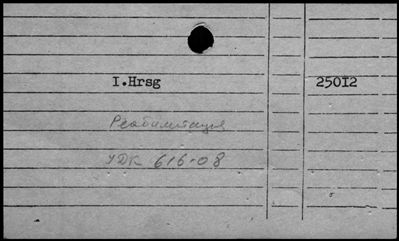 I.Hrsg 25012
Реабилитация
УДК 616-08